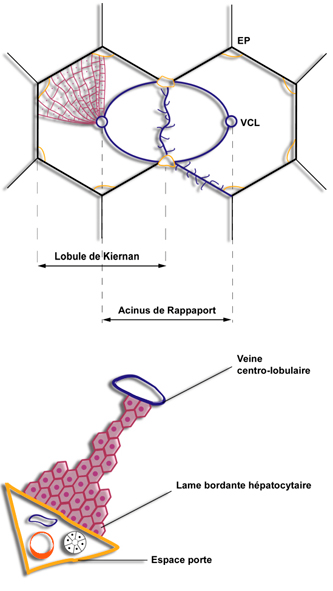 EP
VCL
Lobule de Kiernan
Acinus de Rappaport
Veine
centro-lobulaire
Lame bordante hépatocytaire
Espace porte